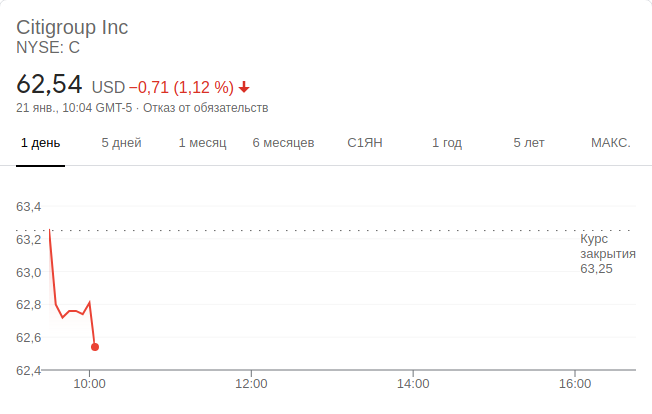 Citigroup Inc
NYSE: C
62,54 USD −0,71 (1,12 %)
21 янв., 10:04 GMT-5 · Отказ от обязательств
1 день 5 дней 1 месяц 6 месяцев С1ЯН 1 год 5 лет МАКС.
63,4
63,2
63,0
62,8
62,6
62,4
Курс
закрытия
63,25
10:00 12:00 14:00 16:00